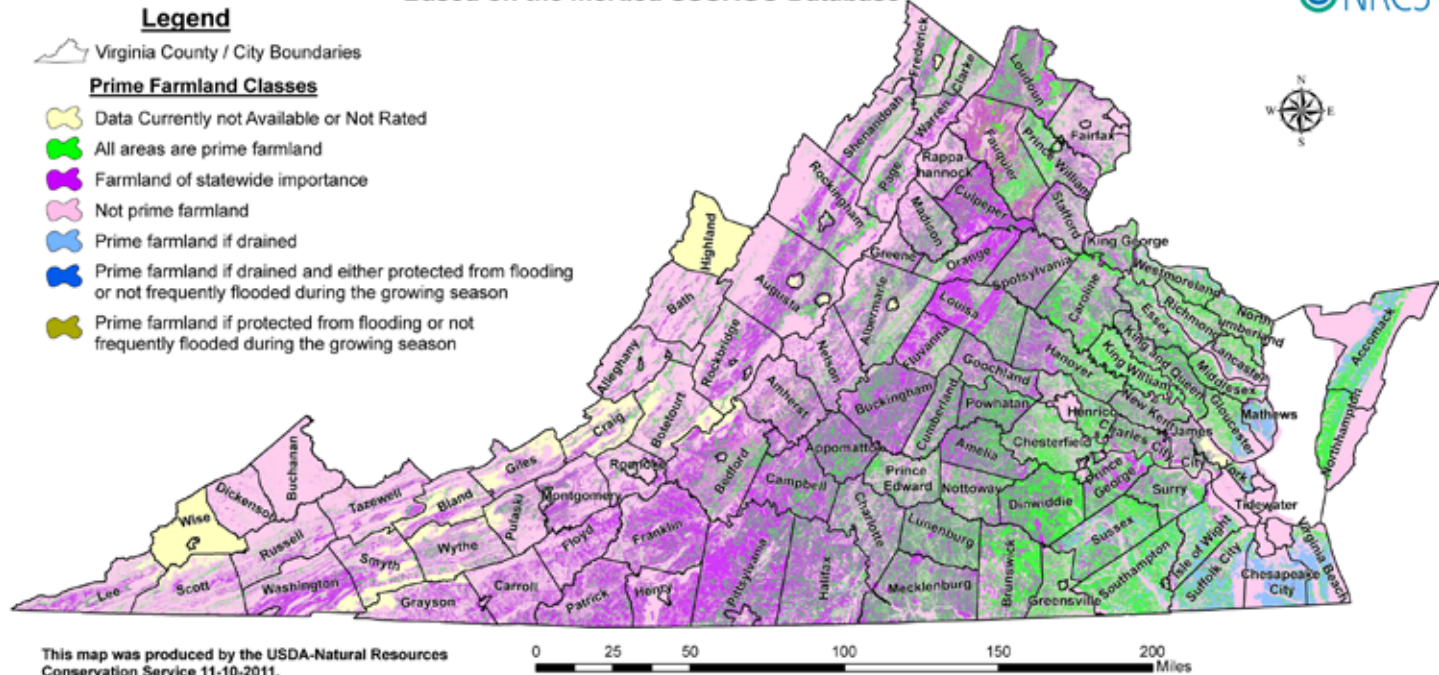 Based on the Merged SSURGO Database
NRCS
Legend
Virginia County / City Boundaries
Prime Farmland Classes
Data Currently not Available or Not Rated
All areas are prime farmland
Farmland of statewide importance
Not prime farmland
Prime farmland if drained
Prime farmland if drained and either protected from flooding
or not frequently flooded during the growing season
Prime farmland if protected from flooding or not
frequently flooded during the growing season
N
W
E
S
Frederick
Clarke
Loudoun
Shenandoah
Warren
Fauquier
Prince William
Fairfax
Rockingham
Page
Rappa-
hannock
Culpeper
Stafford
Highland
Madison
King George
Greene
Orange
Spotsylvania
Westmoreland
Bath
Augusta
Albemarle
Louisa
Caroline
Essex
Richmond
North
umberland
Lancaster
Accomack
Alleghany
Rockbridge
Nelson
Fluvanna
Goochland
Hanover
King William
King and Queen
Middlesex
Gloucester
Mathews
Northampton
Craig
Botetourt
Amherst
Buckingham
Cumberland
Powhatan
Henrico
New Kent
Charles City
James
City
York
Buchanan
Giles
Roanoke
Bedford
Appomattox
Prince
Edward
Amelia
Chesterfield
Prince
George
Surry
Tidewater
Dickenson
Tazewell
Bland
Pulaski
Montgomery
Campbell
Charlotte
Nottoway
Dinwiddie
Sussex
Isle of Wight
Wise
Russell
Smyth
Wythe
Floyd
Franklin
Lunenburg
Southampton
Suffolk City
Chesapeake
City
Virginia Beach
Lee
Scott
Washington
Grayson
Carroll
Patrick
Henry
Pittsylvania
Halifax
Mecklenburg
Brunswick
Greensville
This map was produced by the USDA-Natural Resources
Conservation Service 11-10-2011.
0 25 50 100 150 200
Miles